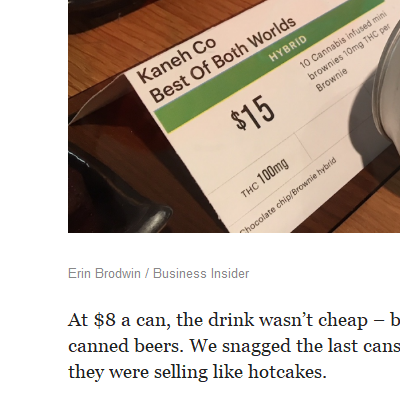 Kaneh Co
Best Of Both Worlds
HYBRID
$15
10 Cannabis infused mini
brownies 10mg THC per
Brownie
THC 100mg
Chocolate chip/Brownie hybrid
Erin Brodwin / Business Insider
At $8 a can, the drink wasn’t cheap – b
canned beers. We snagged the last cans
they were selling like hotcakes.